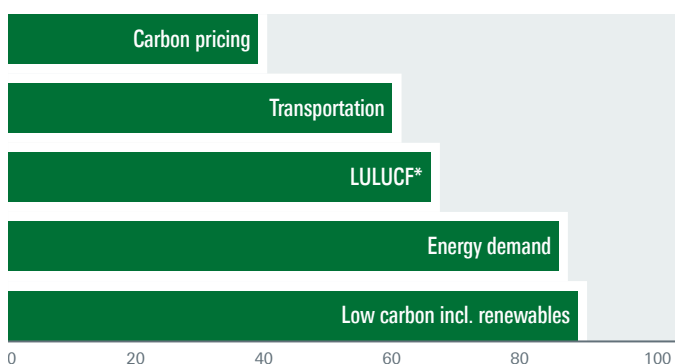 Carbon pricing
Transportation
LULUCF*
Energy demand
Low carbon incl. renewables
0 20 40 60 80 100